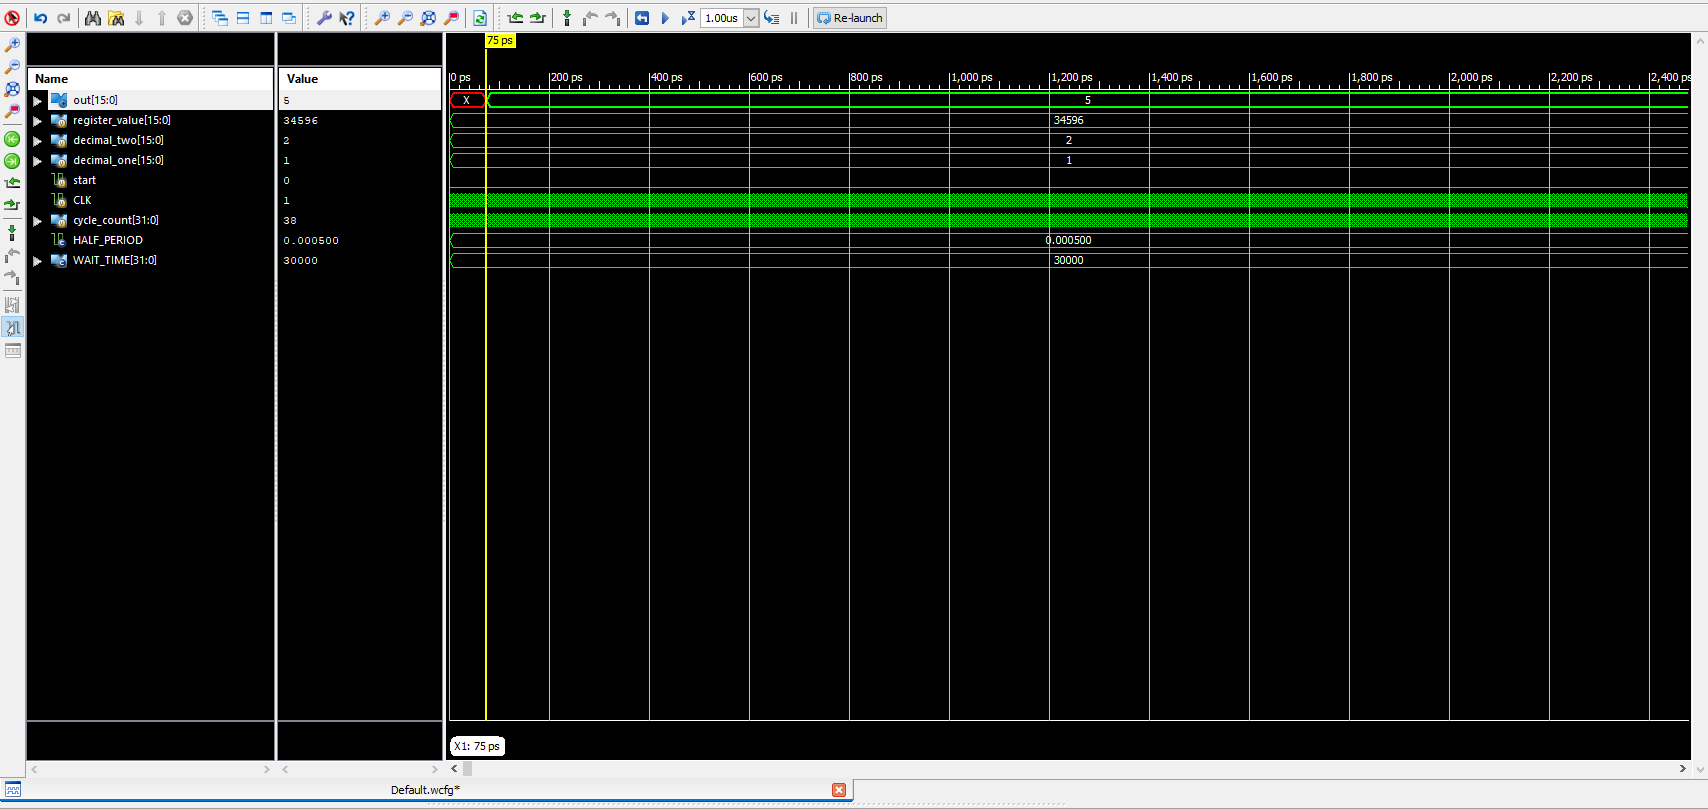 1.00us Re-launch
75 ps
Name Value
0 ps 200 ps 400 ps 600 ps 800 ps 1,000 ps 1,200 ps 1,400 ps 1,600 ps 1,800 ps 2,000 ps 2,200 ps 2,400 ps
out[15:0] 5 X 5
register_value[15:0] 34596 34596
decimal_two[15:0] 2 2
decimal_one[15:0] 1 1
start 0
CLK 1
cycle_count[31:0] 38
HALF_PERIOD 0.000500 0.000500
WAIT_TIME[31:0] 30000 30000
X1: 75 ps
Default.wcfg*